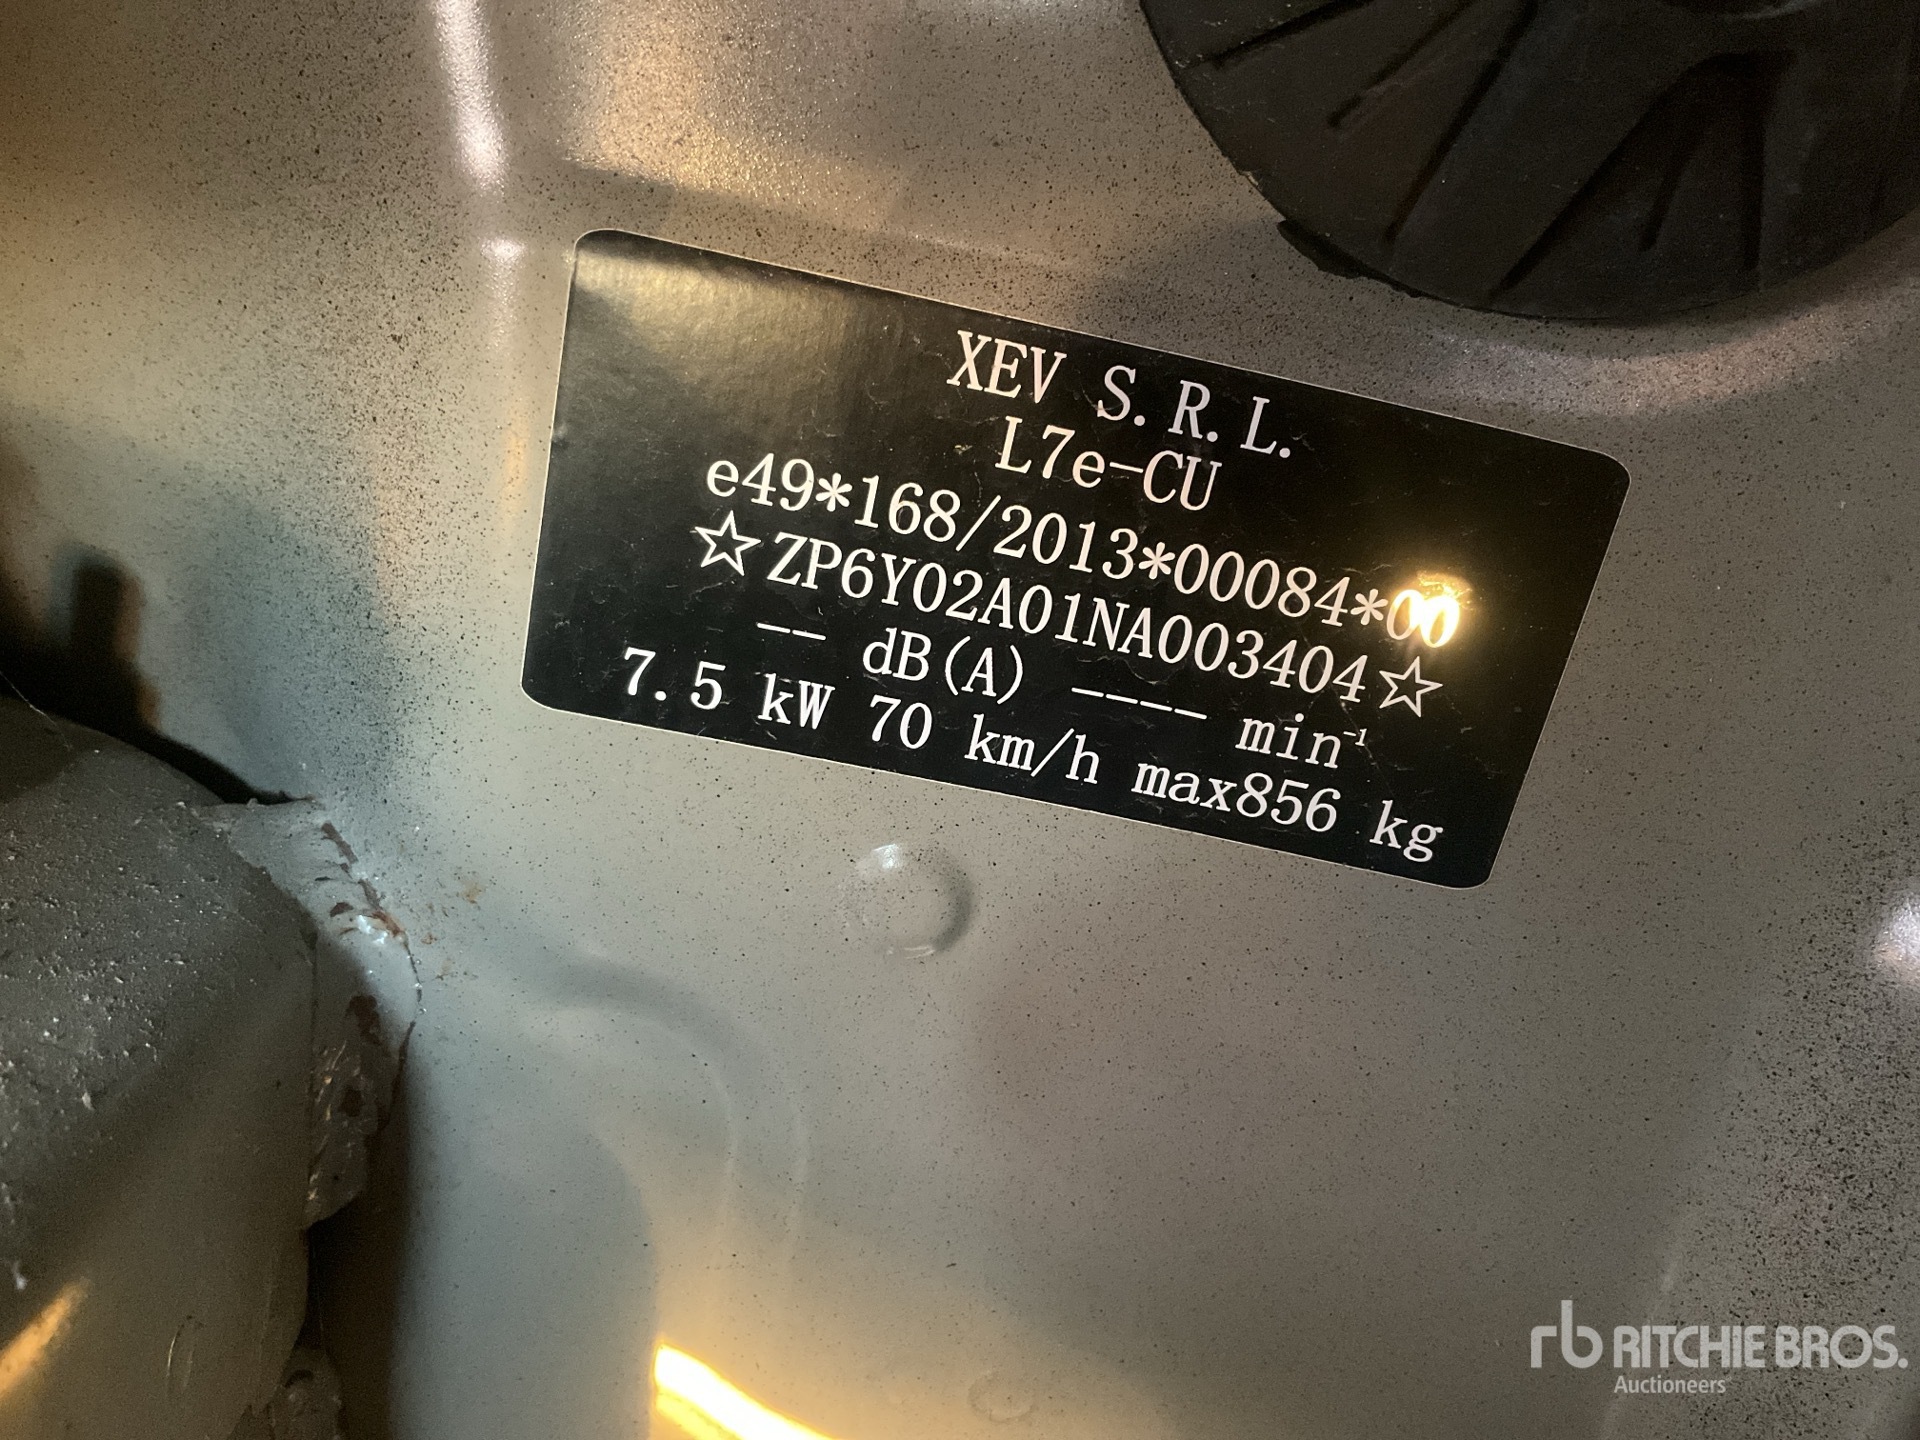 XEV S.R.L.
L7e-CU
e49*168/2013*00084*00
☆ZP6Y02A01NA003404☆
-- dB(A) ---- min⁻¹
7.5 kW 70 km/h max856 kg
rb RITCHIE BROS.
Auctioneers